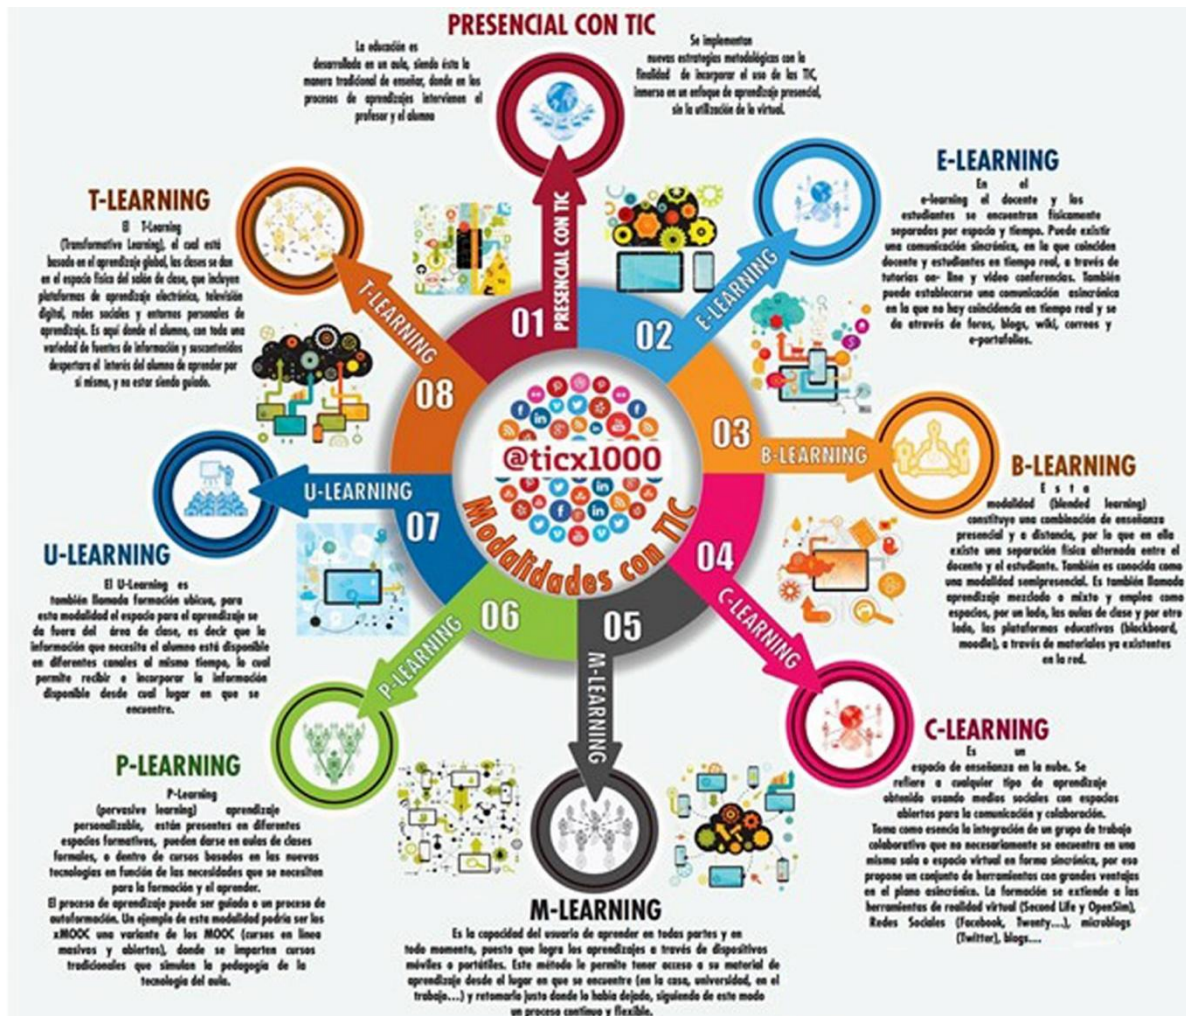 PRESENCIAL CON TIC
La educación es
desarrollada en un aula, siendo ésta la
manera tradicional de enseñar, donde en los
procesos de aprendizajes intervienen el
profesor y el alumno
Se implementan
nuevas estrategias metodológicas con la
finalidad de incorporar el uso de las TIC,
inmerso en un enfoque de aprendizaje presencial,
sin la utilización de lo virtual.
01
PRESENCIAL CON TIC
E-LEARNING
En el
e-learning el docente y los
estudiantes se encuentran físicamente
separados por espacio y tiempo. Puede existir
una comunicación sincrónica, en la que coinciden
docente y estudiantes en tiempo real, a través de
tutorías on- line y video conferencias. También
puede establecerse una comunicación asincrónica
en la que no hay coincidencia en tiempo real y se
da através de foros, blogs, wiki, correos y
e-portafolios.
02
E-LEARNING
B-LEARNING
Esta
modalidad (blended learning)
constituye una combinación de enseñanza
presencial y a distancia, por lo que en ella
existe una separación física alternada entre el
docente y el estudiante. También es conocida como
una modalidad semipresencial. Es también llamada
aprendizaje mezclado o mixto y emplea como
espacios, por un lado, las aulas de clase y por otro
lado, las plataformas educativas (blackboard,
moodle), a través de materiales ya existentes
en la red.
03
B-LEARNING
C-LEARNING
Es un
espacio de enseñanza en la nube. Se
refiere a cualquier tipo de aprendizaje
obtenido usando medios sociales con espacios
abiertos para la comunicación y colaboración.
Toma como esencia la integración de un grupo de trabajo
colaborativo que no necesariamente se encuentra en una
misma sala o espacio virtual en forma sincrónica, por eso
propone un conjunto de herramientas con grandes ventajas
en el plano asincrónico. La formación se extiende a las
herramientas de realidad virtual (Second Life y OpenSim),
Redes Sociales (Facebook, Twenty...), microblogs
(Twitter), blogs...
04
C-LEARNING
05
M-LEARNING
M-LEARNING
Es la capacidad del usuario de aprender en todas partes y en
todo momento, puesto que logra los aprendizajes a través de dispositivos
móviles o portátiles. Este método le permite tener acceso a su material de
aprendizaje desde el lugar en que se encuentre (en la casa, universidad, en el
trabajo...) y retomarlo justo donde lo había dejado, siguiendo de este modo
un proceso continuo y flexible.
06
P-LEARNING
P-LEARNING
P-Learning
(pervasive learning) aprendizaje
personalizable, están presentes en diferentes
espacios formativos, pueden darse en aulas de clases
formales, o dentro de cursos basados en las nuevas
tecnologías en función de las necesidades que se necesiten
para la formación y el aprender.
El proceso de aprendizaje puede ser guiado o un proceso de
autoformación. Un ejemplo de esta modalidad podría ser los
xMOOC una variante de los MOOC (cursos en línea
masivos y abiertos), donde se imparten cursos
tradicionales que simulan la pedagogía de la
tecnología del aula.
07
U-LEARNING
U-LEARNING
El U-Learning es
también llamada formación ubicua, para
esta modalidad el espacio para el aprendizaje se
da fuera del área de clase, es decir que la
información que necesita el alumno está disponible
en diferentes canales al mismo tiempo, lo cual
permite recibir e incorporar la información
disponible desde cual lugar en que se
encuentre.
08
T-LEARNING
T-LEARNING
El T-Learning
(Transformative Learning), el cual está
basado en el aprendizaje global, las clases se dan
en el espacio física del salón de clase, que incluyen
plataformas de aprendizaje electrónica, televisión
digital, redes sociales y entornos personales de
aprendizaje. Es aquí donde el alumno, con toda una
variedad de fuentes de información y suscontenidos
despertara el interés del alumno de aprender por
si mismo, y no estar siendo guiado.
@ticx1000
Modalidades con TIC